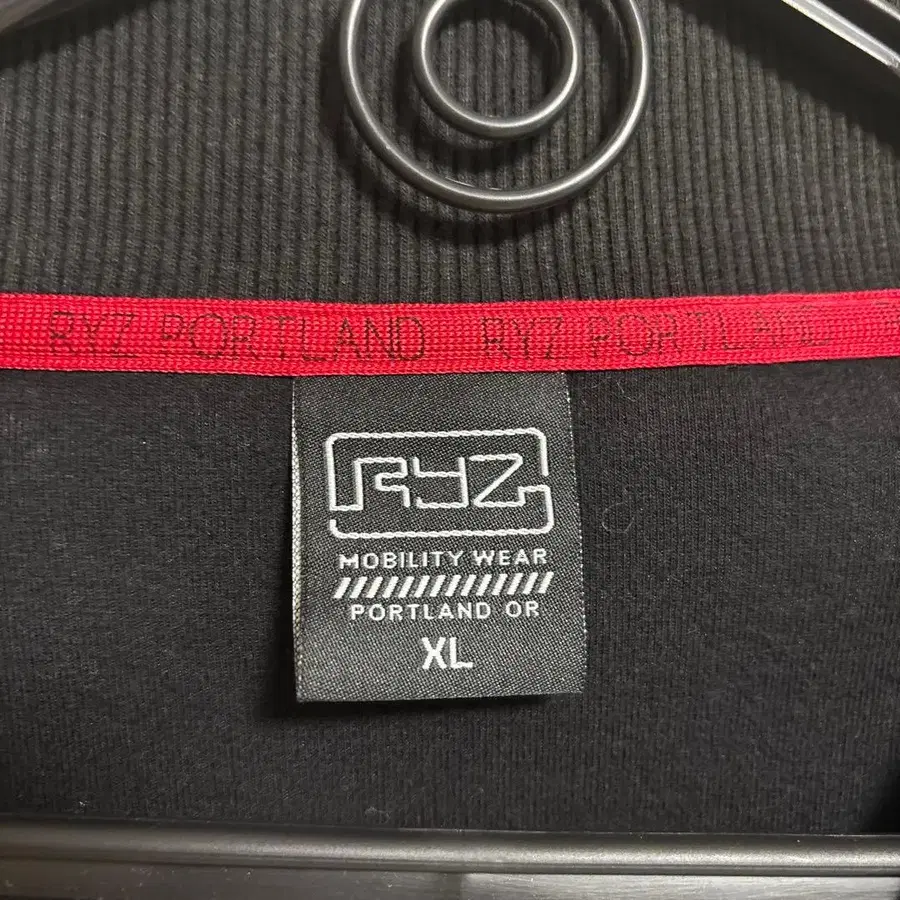 RYZ PORTLAND RYZ PORTLAND
RYZ
MOBILITY WEAR
PORTLAND OR
XL